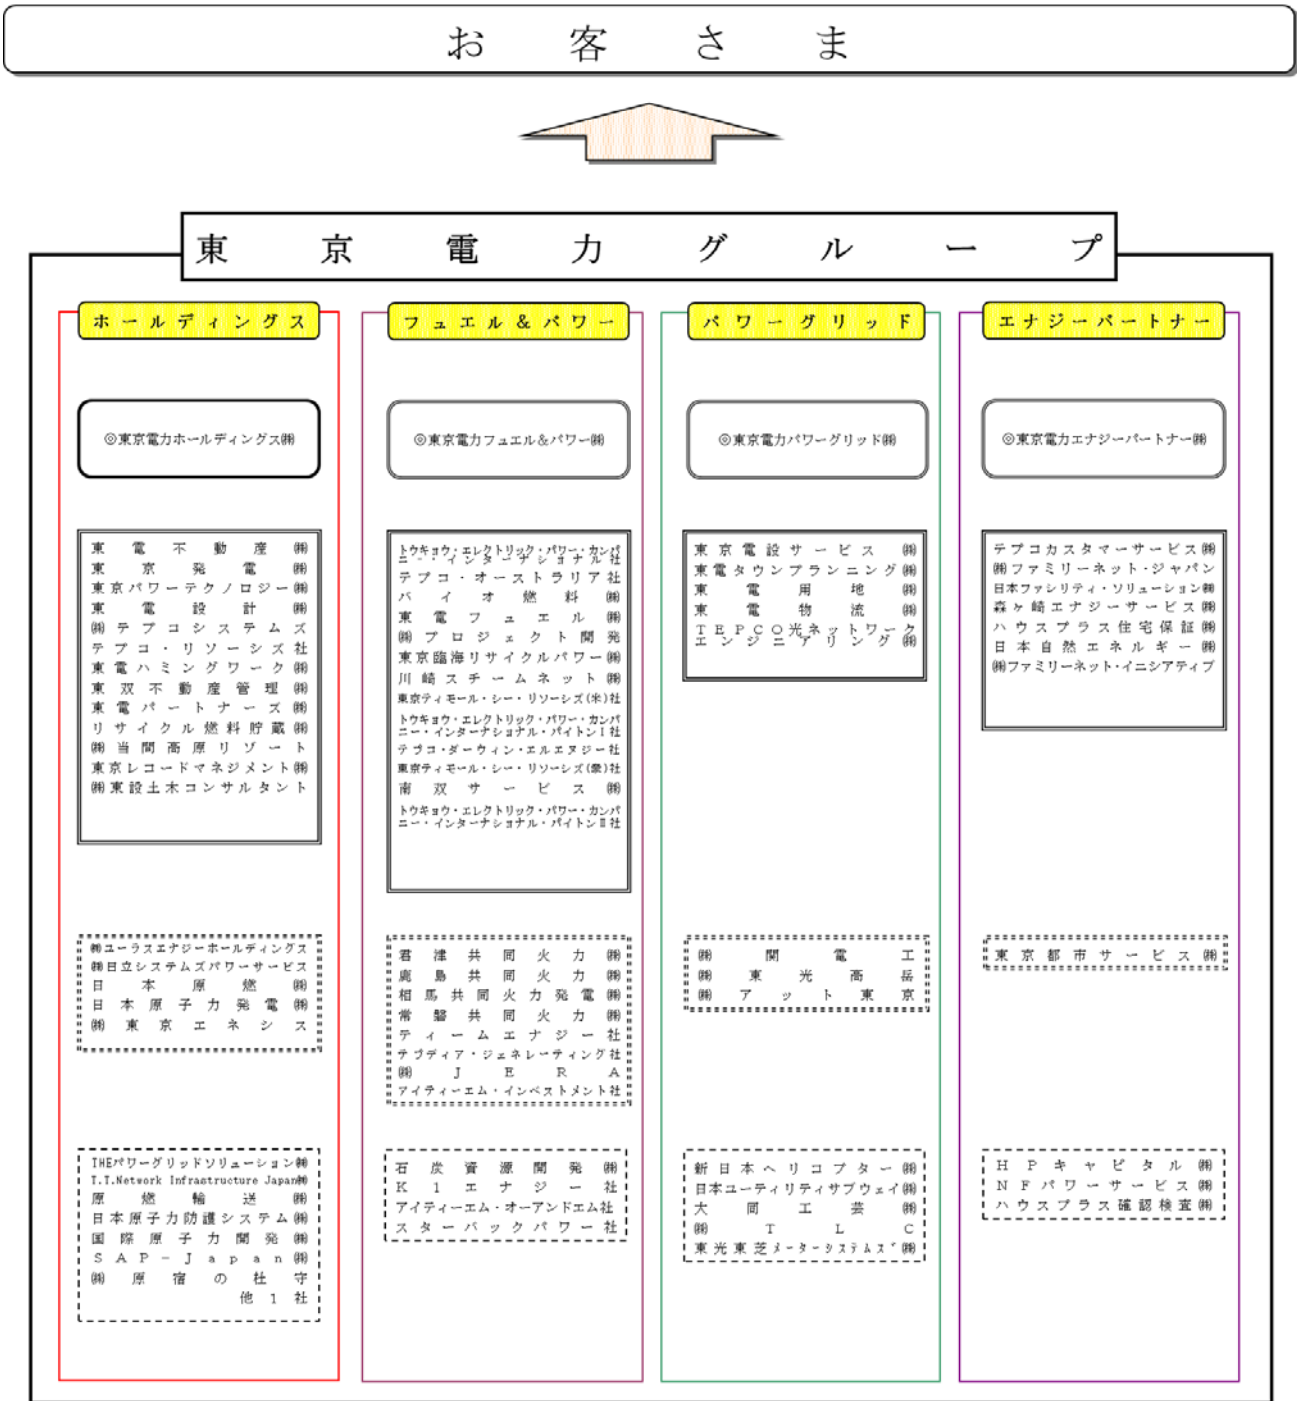 お客さま
東京電力グループ
ホールディングス
◎東京電力ホールディングス㈱
東電不動産㈱
東京発電㈱
東京パワーテクノロジー㈱
東電設計㈱
㈱テプコシステムズ
テプコ・リソーシズ社
東電ハミングワーク㈱
東双不動産管理㈱
東電パートナーズ㈱
リサイクル燃料貯蔵㈱
㈱当間高原リゾート
東京レコードマネジメント㈱
㈱東設土木コンサルタント
㈱ユーラスエナジーホールディングス
㈱日立システムズパワーサービス
日本原燃㈱
日本原子力発電㈱
㈱東京エネシス
THEパワーグリッドソリューション㈱
T.T.Network Infrastructure Japan㈱
原燃輸送㈱
日本原子力防護システム㈱
国際原子力開発㈱
SAP－Japan㈱
㈱原宿の杜守
他1社
フュエル＆パワー
◎東京電力フュエル＆パワー㈱
トウキョウ・エレクトリック・パワー・カンパ
ニー・インターナショナル社
テプコ・オーストラリア社
バイオ燃料㈱
東電フュエル㈱
㈱プロジェクト開発
東京臨海リサイクルパワー㈱
川崎スチームネット㈱
東京ティモール・シー・リソーシズ(米)社
トウキョウ・エレクトリック・パワー・カンパ
ニー・インターナショナル・パイトンⅠ社
テプコ・ダーウィン・エルエヌジー社
東京ティモール・シー・リソーシズ(豪)社
南双サービス㈱
トウキョウ・エレクトリック・パワー・カンパ
ニー・インターナショナル・パイトンⅡ社
君津共同火力㈱
鹿島共同火力㈱
相馬共同火力発電㈱
常磐共同火力㈱
ティームエナジー社
テプディア・ジェネレーティング社
㈱JERA
アイティーエム・インベストメント社
石炭資源開発㈱
K1エナジー社
アイティーエム・オーアンドエム社
スターバックパワー社
パワーグリッド
◎東京電力パワーグリッド㈱
東京電設サービス㈱
東電タウンプランニング㈱
東電用地㈱
東電物流㈱
TEPCO光ネットワーク
エンジニアリング㈱
㈱関電工
㈱東光高岳
㈱アット東京
新日本ヘリコプター㈱
日本ユーティリティサブウェイ㈱
大同工芸㈱
㈱TLC
東光東芝メーターシステムズ㈱
エナジーパートナー
◎東京電力エナジーパートナー㈱
テプコカスタマーサービス㈱
㈱ファミリーネット・ジャパン
日本ファシリティ・ソリューション㈱
森ヶ崎エナジーサービス㈱
ハウスプラス住宅保証㈱
日本自然エネルギー㈱
㈱ファミリーネット・イニシアティブ
東京都市サービス㈱
HPキャピタル㈱
NFパワーサービス㈱
ハウスプラス確認検査㈱